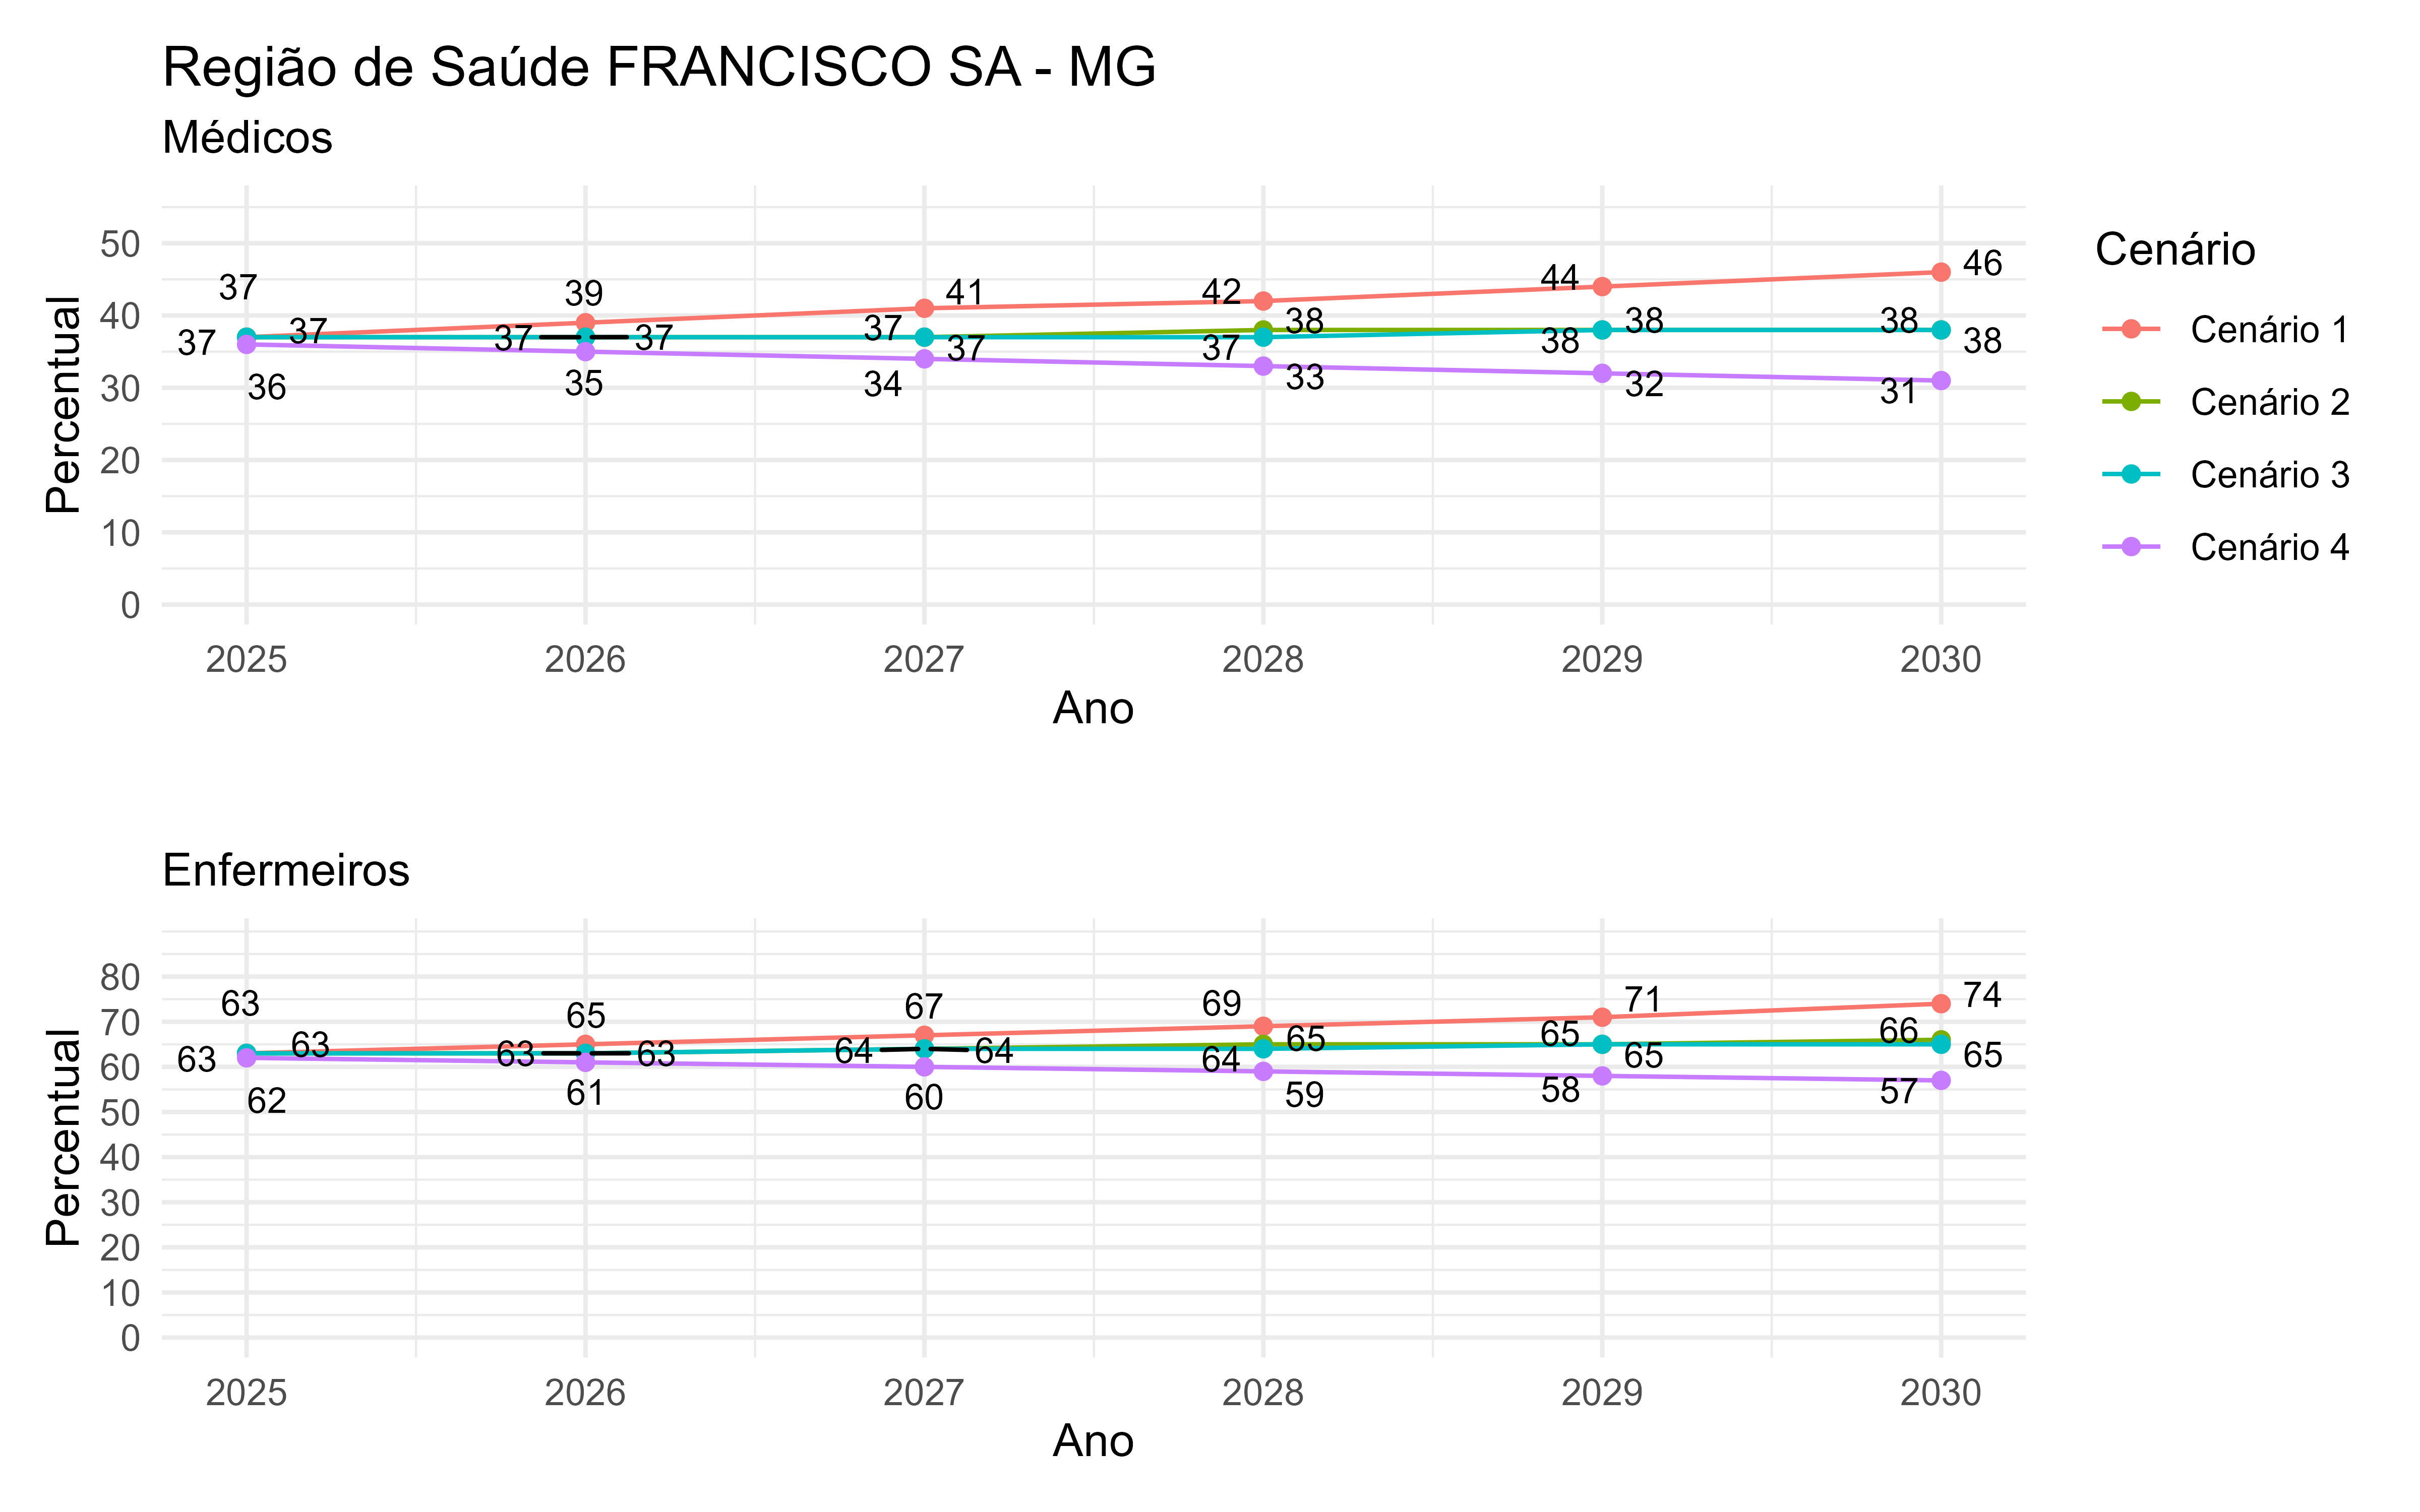 Região de Saúde FRANCISCO SA - MG
Médicos
Percentual
50
40
30
20
10
0
37 39 41 42 44 46
37 37 37 37 37 38 38 38
37 37 38 38
36 35 34 33 32 31
2025 2026 2027 2028 2029 2030
Ano
Cenário
Cenário 1
Cenário 2
Cenário 3
Cenário 4
Enfermeiros
Percentual
80
70
60
50
40
30
20
10
0
63 65 67 69 71 74
63 63 63 63 64 64 65 65 66
64 65 65
62 61 60 59 58 57
2025 2026 2027 2028 2029 2030
Ano